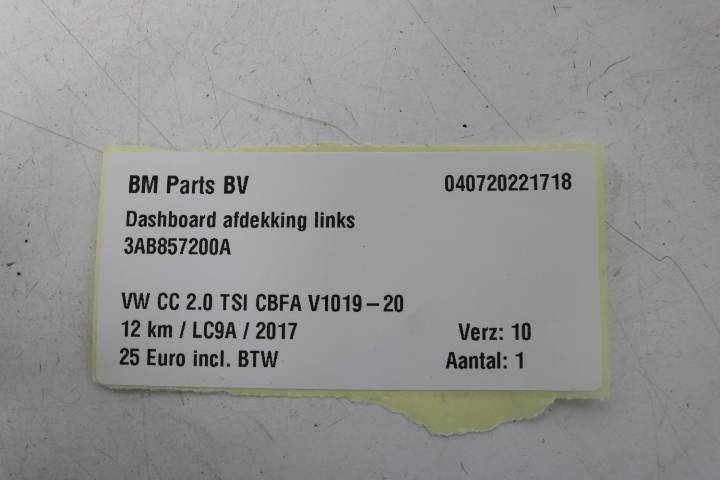 BM Parts BV 040720221718
Dashboard afdekking links
3AB857200A
VW CC 2.0 TSI CBFA V1019-20
12 km / LC9A / 2017 Verz: 10
25 Euro incl. BTW Aantal: 1